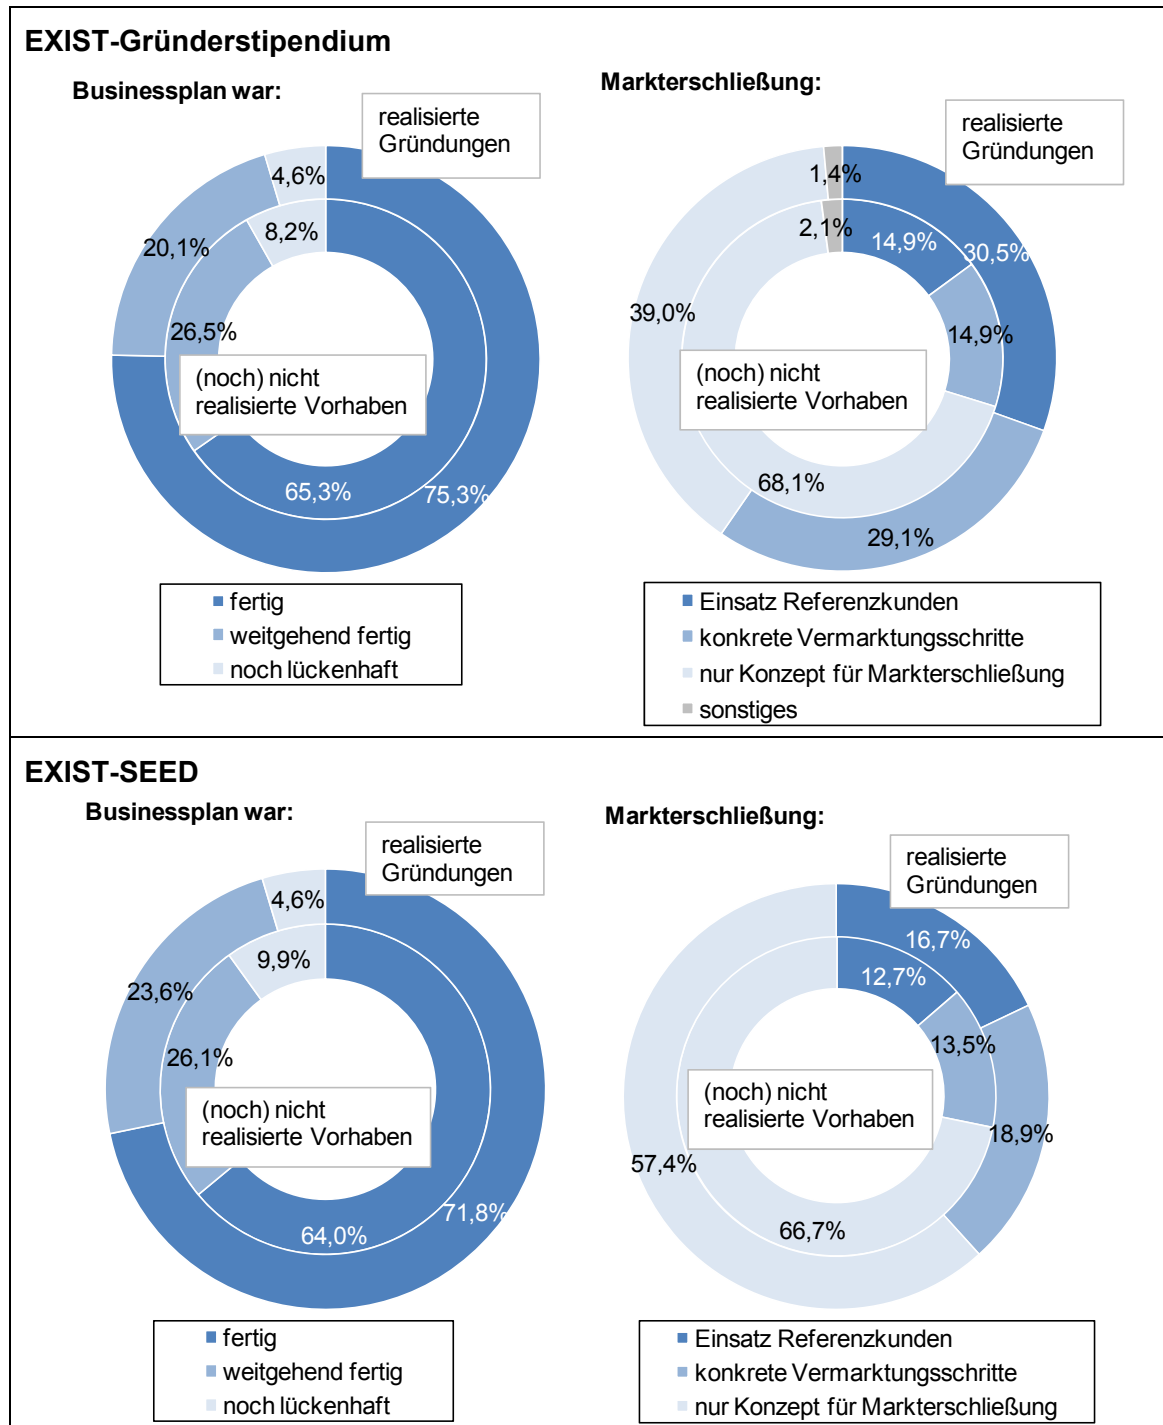 EXIST-Gründerstipendium
Businessplan war:
realisierte
Gründungen
4,6%
8,2%
20,1%
26,5%
(noch) nicht
realisierte Vorhaben
65,3%
75,3%
fertig
weitgehend fertig
noch lückenhaft
Markterschließung:
realisierte
Gründungen
1,4%
2,1%
14,9%
30,5%
39,0%
14,9%
(noch) nicht
realisierte Vorhaben
68,1%
29,1%
Einsatz Referenzkunden
konkrete Vermarktungsschritte
nur Konzept für Markterschließung
sonstiges
EXIST-SEED
Businessplan war:
realisierte
Gründungen
4,6%
9,9%
23,6%
26,1%
(noch) nicht
realisierte Vorhaben
71,8%
64,0%
fertig
weitgehend fertig
noch lückenhaft
Markterschließung:
realisierte
Gründungen
16,7%
12,7%
13,5%
(noch) nicht
realisierte Vorhaben
18,9%
57,4%
66,7%
Einsatz Referenzkunden
konkrete Vermarktungsschritte
nur Konzept für Markterschließung